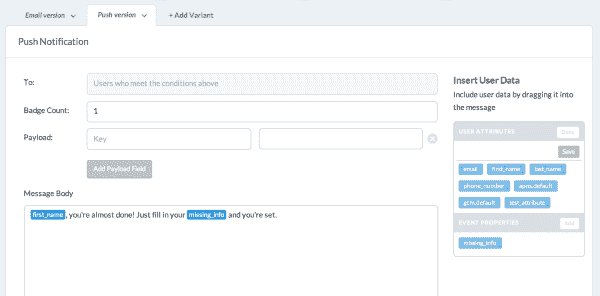 Email version
Push version
+ Add Variant
Push Notification
To:
Users who meet the conditions above
Badge Count:
1
Payload:
Key
Add Payload Field
Message Body
first_name, you're almost done! Just fill in your missing_info and you're set.
Insert User Data
Include user data by dragging it into
the message
USER ATTRIBUTES
Save
email first_name last_name
phone_number apns.default
gcm.default test_attribute
EVENT PROPERTIES
Add
missing_info